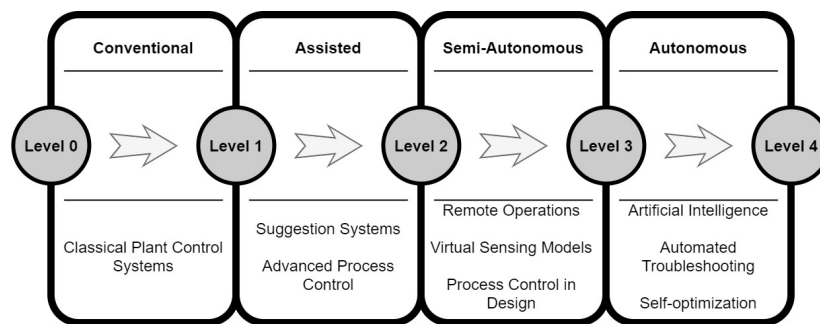 Conventional
Assisted
Semi-Autonomous
Autonomous
Level 0
Level 1
Level 2
Level 3
Level 4
Classical Plant Control
Systems
Suggestion Systems
Advanced Process
Control
Remote Operations
Virtual Sensing Models
Process Control in
Design
Artificial Intelligence
Automated
Troubleshooting
Self-optimization